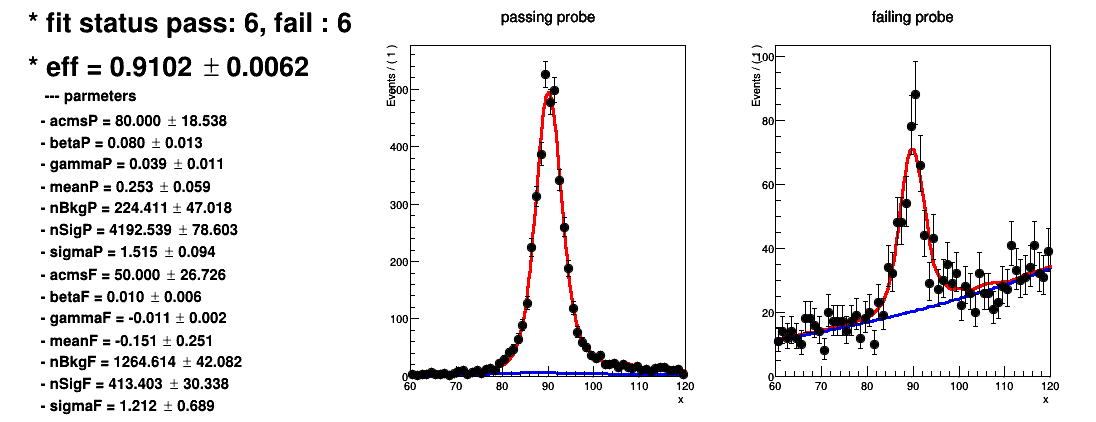 * fit status pass: 6, fail : 6
* eff = 0.9102 ± 0.0062
--- parmeters
- acmsP = 80.000 ± 18.538
- betaP = 0.080 ± 0.013
- gammaP = 0.039 ± 0.011
- meanP = 0.253 ± 0.059
- nBkgP = 224.411 ± 47.018
- nSigP = 4192.539 ± 78.603
- sigmaP = 1.515 ± 0.094
- acmsF = 50.000 ± 26.726
- betaF = 0.010 ± 0.006
- gammaF = -0.011 ± 0.002
- meanF = -0.151 ± 0.251
- nBkgF = 1264.614 ± 42.082
- nSigF = 413.403 ± 30.338
- sigmaF = 1.212 ± 0.689
passing probe
Events / ( 1 )
500
400
300
200
100
0
60 70 80 90 100 110 120
x
failing probe
Events / ( 1 )
100
80
60
40
20
0
60 70 80 90 100 110 120
x